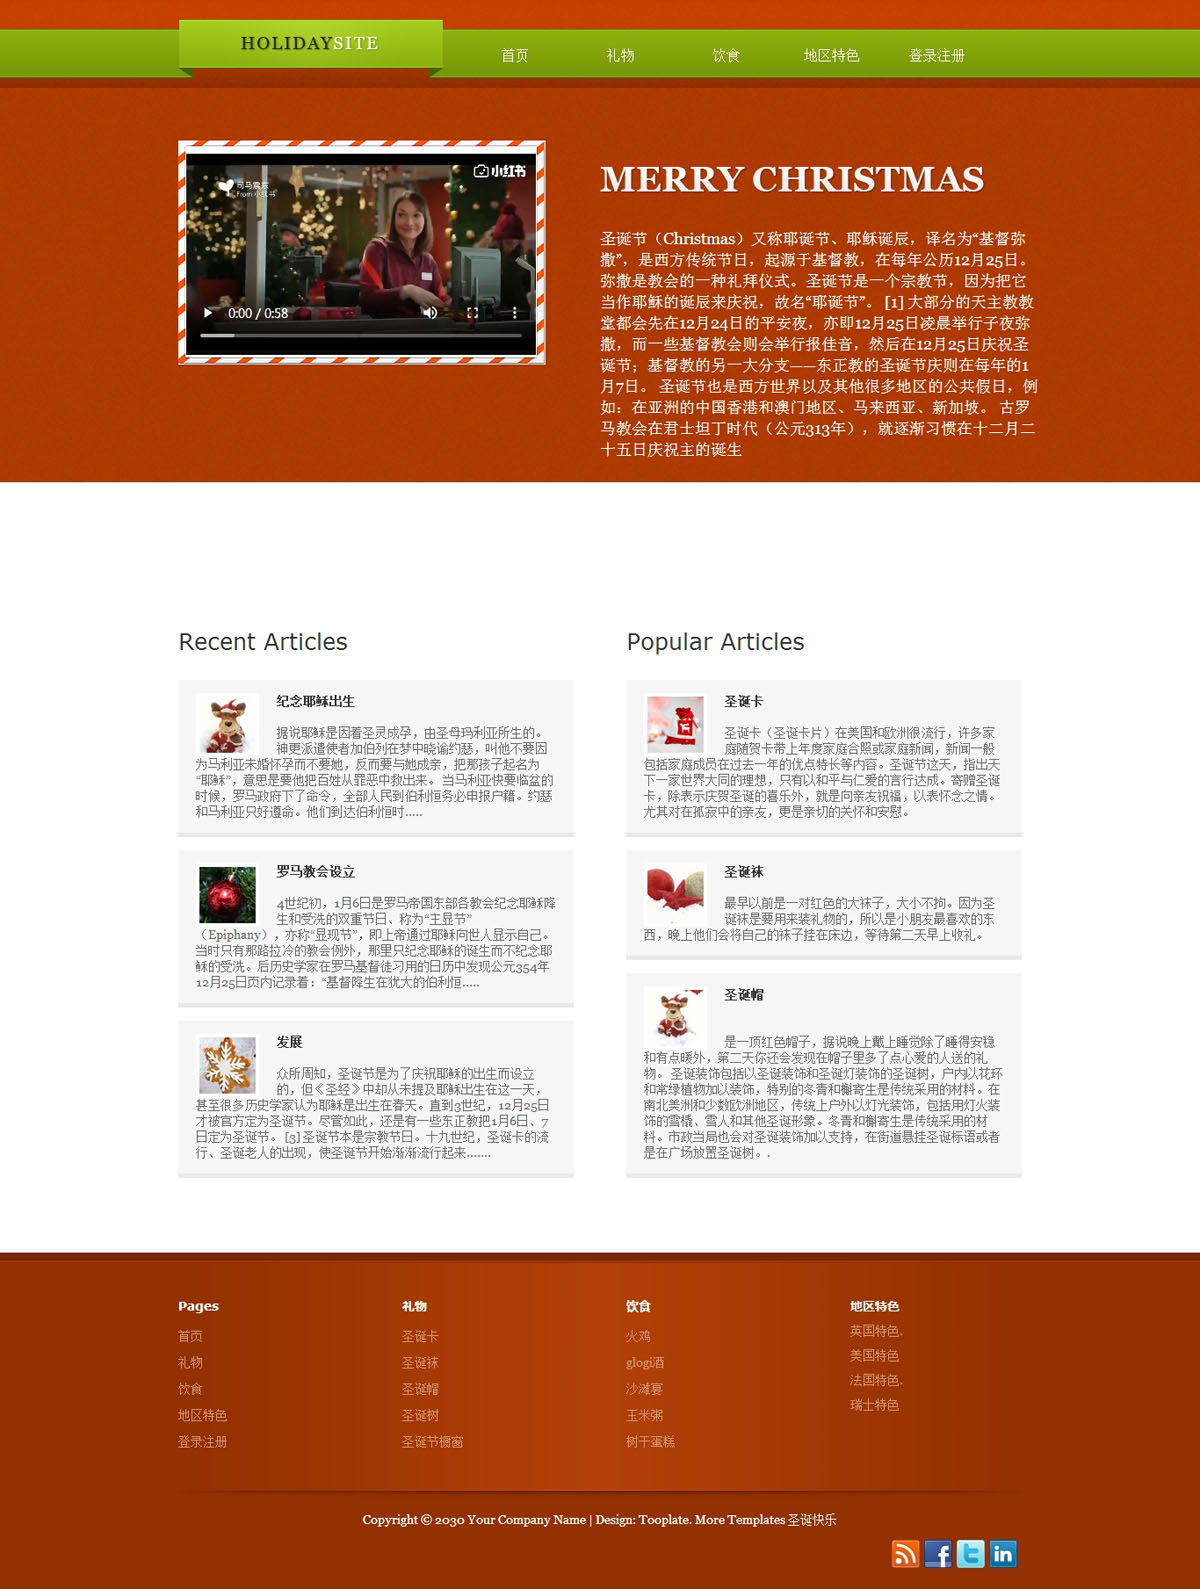 HOLIDAYSITE
首页 礼物 饮食 地区特色 登录注册
小红书
司马震东
From 小红书
0:00 / 0:58
MERRY CHRISTMAS
圣诞节（Christmas）又称耶诞节、耶稣诞辰，译名为“基督弥
撒”，是西方传统节日，起源于基督教，在每年公历12月25日。
弥撒是教会的一种礼拜仪式。圣诞节是一个宗教节，因为把它
当作耶稣的诞辰来庆祝，故名“耶诞节”。 [1] 大部分的天主教教
堂都会先在12月24日的平安夜，亦即12月25日凌晨举行子夜弥
撒，而一些基督教会则会举行报佳音，然后在12月25日庆祝圣
诞节；基督教的另一大分支——东正教的圣诞节庆则在每年的1
月7日。 圣诞节也是西方世界以及其他很多地区的公共假日，例
如：在亚洲的中国香港和澳门地区、马来西亚、新加坡。 古罗
马教会在君士坦丁时代（公元313年），就逐渐习惯在十二月二
十五日庆祝主的诞生
Recent Articles
纪念耶稣出生
据说耶稣是因着圣灵成孕，由圣母玛利亚所生的。
神更派遣使者加伯列在梦中晓谕约瑟，叫他不要因
为马利亚未婚怀孕而不要她，反而要与她成亲，把那孩子起名为
“耶稣”，意思是要他把百姓从罪恶中救出来。当马利亚快要临盆的
时候，罗马政府下了命令，全部人民到伯利恒务必申报户籍。约瑟
和马利亚只好遵命。他们到达伯利恒时.....
罗马教会设立
4世纪初，1月6日是罗马帝国东部各教会纪念耶稣降
生和受洗的双重节日、称为“主显节”
（Epiphany），亦称“显现节”，即上帝通过耶稣向世人显示自己。
当时只有那路拉冷的教会例外，那里只纪念耶稣的诞生而不纪念耶
稣的受洗。后历史学家在罗马基督徒习用的日历中发现公元354年
12月25日页内记录着：“基督降生在犹大的伯利恒.....
发展
众所周知，圣诞节是为了庆祝耶稣的出生而设立
的，但《圣经》中却从未提及耶稣出生在这一天，
甚至很多历史学家认为耶稣是出生在春天。直到3世纪，12月25日
才被官方定为圣诞节。尽管如此，还是有一些东正教把1月6日、7
日定为圣诞节。 [3] 圣诞节本是宗教节日。十九世纪，圣诞卡的流
行、圣诞老人的出现，使圣诞节开始渐渐流行起来.......
Popular Articles
圣诞卡
圣诞卡（圣诞卡片）在美国和欧洲很流行，许多家
庭随贺卡带上年度家庭合照或家庭新闻，新闻一般
包括家庭成员在过去一年的优点特长等内容。圣诞节这天，指出天
下一家世界大同的理想，只有以和平与仁爱的言行达成。寄赠圣诞
卡，除表示庆贺圣诞的喜乐外，就是向亲友祝福，以表怀念之情。
尤其对在孤寂中的亲友，更是亲切的关怀和安慰。
圣诞袜
最早以前是一对红色的大袜子，大小不拘。因为圣
诞袜是要用来装礼物的，所以是小朋友最喜欢的东
西，晚上他们会将自己的袜子挂在床边，等待第二天早上收礼。
圣诞帽
是一顶红色帽子，据说晚上戴上睡觉除了睡得安稳
和有点暖外，第二天你还会发现在帽子里多了点心爱的人送的礼
物。 圣诞装饰包括以圣诞装饰和圣诞灯装饰的圣诞树，户内以花环
和常绿植物加以装饰，特别的冬青和槲寄生是传统采用的材料。在
南北美洲和少数欧洲地区，传统上户外以灯光装饰，包括用灯火装
饰的雪橇、雪人和其他圣诞形象。冬青和槲寄生是传统采用的材
料。市政当局也会对圣诞装饰加以支持，在街道悬挂圣诞标语或者
是在广场放置圣诞树。.
Pages
首页
礼物
饮食
地区特色
登录注册
礼物
圣诞卡
圣诞袜
圣诞帽
圣诞树
圣诞节橱窗
饮食
火鸡
glogi酒
沙滩宴
玉米粥
树干蛋糕
地区特色
英国特色.
美国特色
法国特色.
瑞士特色
Copyright © 2030 Your Company Name | Design: Tooplate. More Templates 圣诞快乐